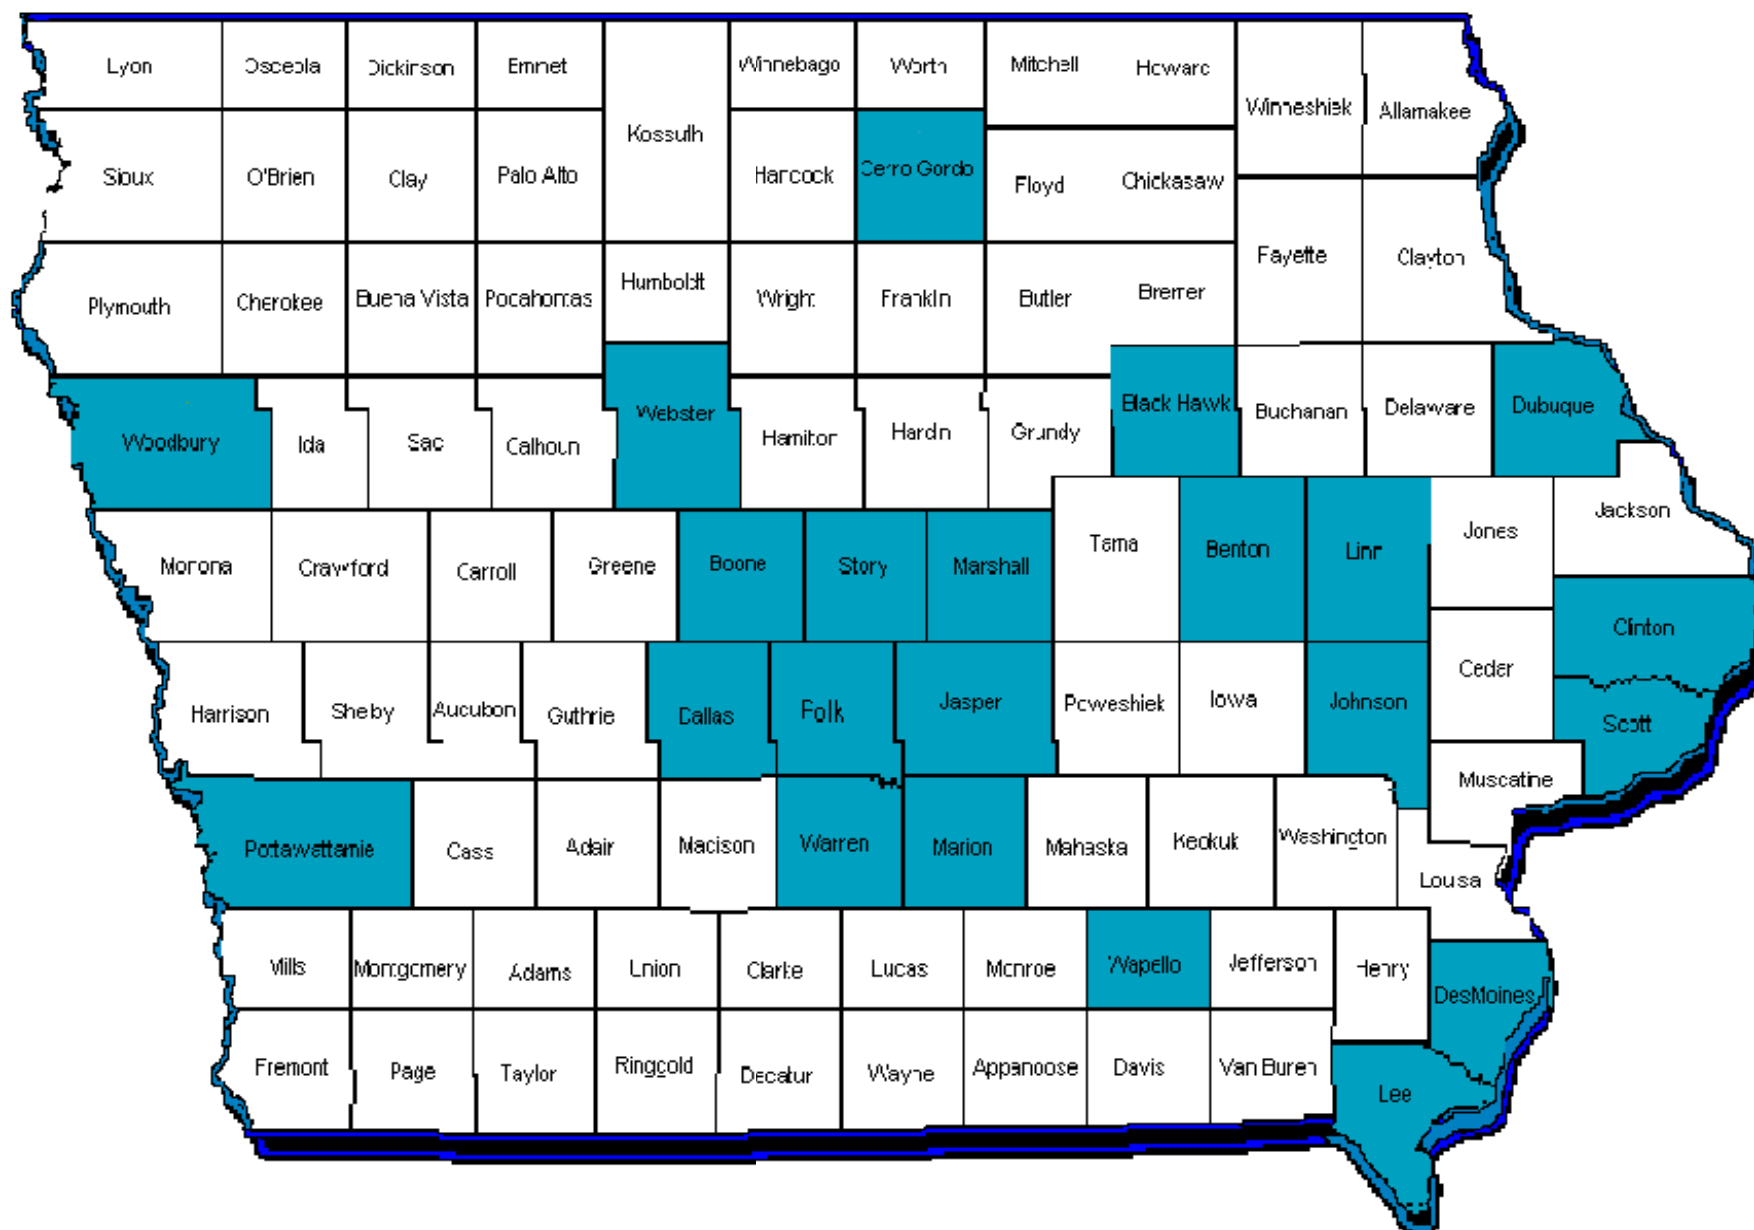 Lyon
Osceola
Dickinson
Emmet
Winnebago
Worth
Mitchell
Howard
Kossuth
Winneshiek
Allamakee
Sioux
O'Brien
Clay
Palo Alto
Hancock
Cerro Gordo
Floyd
Chickasaw
Plymouth
Cherokee
Buena Vista
Pocahontas
Humboldt
Wright
Franklin
Butler
Bremer
Fayette
Clayton
Woodbury
Ida
Sac
Calhoun
Webster
Hamilton
Hardin
Grundy
Black Hawk
Buchanan
Delaware
Dubuque
Monona
Crawford
Carroll
Greene
Boone
Story
Marshall
Tama
Benton
Linn
Jones
Jackson
Clinton
Harrison
Shelby
Audubon
Guthrie
Dallas
Polk
Jasper
Poweshiek
Iowa
Johnson
Cedar
Scott
Muscatine
Pottawattamie
Cass
Adair
Madison
Warren
Marion
Mahaska
Keokuk
Washington
Louisa
Mills
Montgomery
Adams
Union
Clarke
Lucas
Monroe
Wapello
Jefferson
Henry
DesMoines
Fremont
Page
Taylor
Ringgold
Decatur
Wayne
Appanoose
Davis
Van Buren
Lee